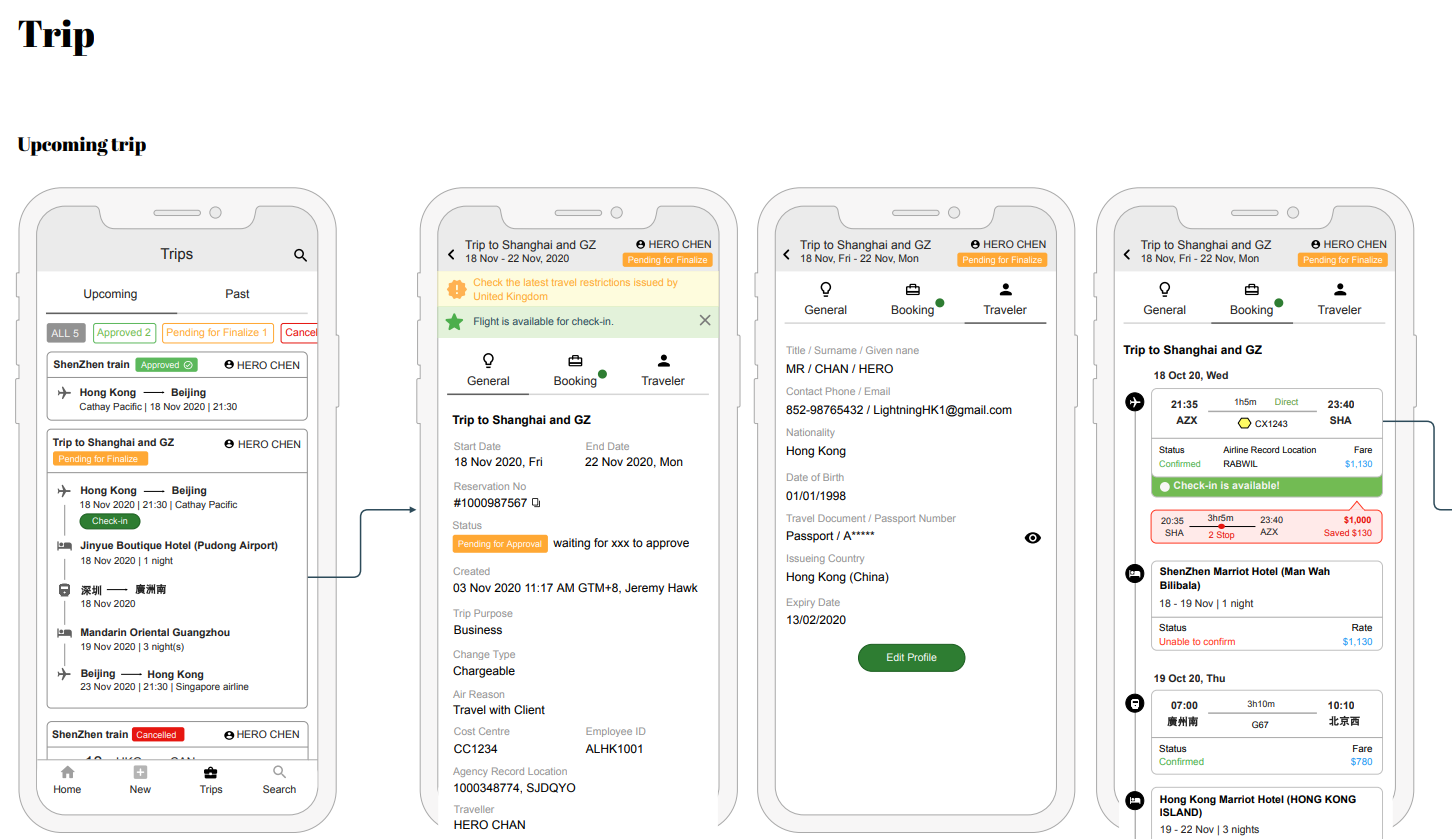 Trip
Upcoming trip
Trips
Upcoming
Past
ALL 5
Approved 2
Pending for Finalize 1
Cancel
ShenZhen train
Approved
HERO CHEN
Hong Kong
Beijing
Cathay Pacific | 18 Nov 2020 | 21:30
Trip to Shanghai and GZ
HERO CHEN
Pending for Finalize
Hong Kong
Beijing
18 Nov 2020 | 21:30 | Cathay Pacific
Check-in
Jinyue Boutique Hotel (Pudong Airport)
18 Nov 2020 | 1 night
深圳
廣洲南
18 Nov 2020
Mandarin Oriental Guangzhou
19 Nov 2020 | 3 night(s)
Beijing
Hong Kong
23 Nov 2020 | 21:30 | Singapore airline
ShenZhen train
Cancelled
HERO CHEN
Home
New
Trips
Search
Trip to Shanghai and GZ
HERO CHEN
18 Nov - 22 Nov, 2020
Pending for Finalize
Check the latest travel restrictions issued by
United Kingdom
Flight is available for check-in.
General
Booking
Traveler
Trip to Shanghai and GZ
Start Date
End Date
18 Nov 2020, Fri
22 Nov 2020, Mon
Reservation No
#1000987567
Status
Pending for Approval
waiting for xxx to approve
Created
03 Nov 2020 11:17 AM GTM+8, Jeremy Hawk
Trip Purpose
Business
Change Type
Chargeable
Air Reason
Travel with Client
Cost Centre
Employee ID
CC1234
ALHK1001
Agency Record Location
1000348774, SJDQYO
Traveller
HERO CHAN
Trip to Shanghai and GZ
HERO CHEN
18 Nov, Fri - 22 Nov, Mon
Pending for Finalize
General
Booking
Traveler
Title / Surname / Given nane
MR / CHAN / HERO
Contact Phone / Email
852-98765432 / LightningHK1@gmail.com
Nationality
Hong Kong
Date of Birth
01/01/1998
Travel Document / Passport Number
Passport / A*****
Issueing Country
Hong Kong (China)
Expiry Date
13/02/2020
Edit Profile
Trip to Shanghai and GZ
HERO CHEN
18 Nov, Fri - 22 Nov, Mon
Pending for Finalize
General
Booking
Traveler
Trip to Shanghai and GZ
18 Oct 20, Wed
21:35
1h5m
Direct
23:40
AZX
CX1243
SHA
Status
Airline Record Location
Fare
Confirmed
RABWIL
$1,130
Check-in is available!
20:35
3hr5m
23:40
$1,000
SHA
2 Stop
AZX
Saved $130
ShenZhen Marriot Hotel (Man Wah
Bilibala)
18 - 19 Nov | 1 night
Status
Rate
Unable to confirm
$1,130
19 Oct 20, Thu
07:00
3h10m
10:10
廣州南
G67
北京西
Status
Fare
Confirmed
$780
Hong Kong Marriot Hotel (HONG KONG
ISLAND)
19 - 22 Nov | 3 nights